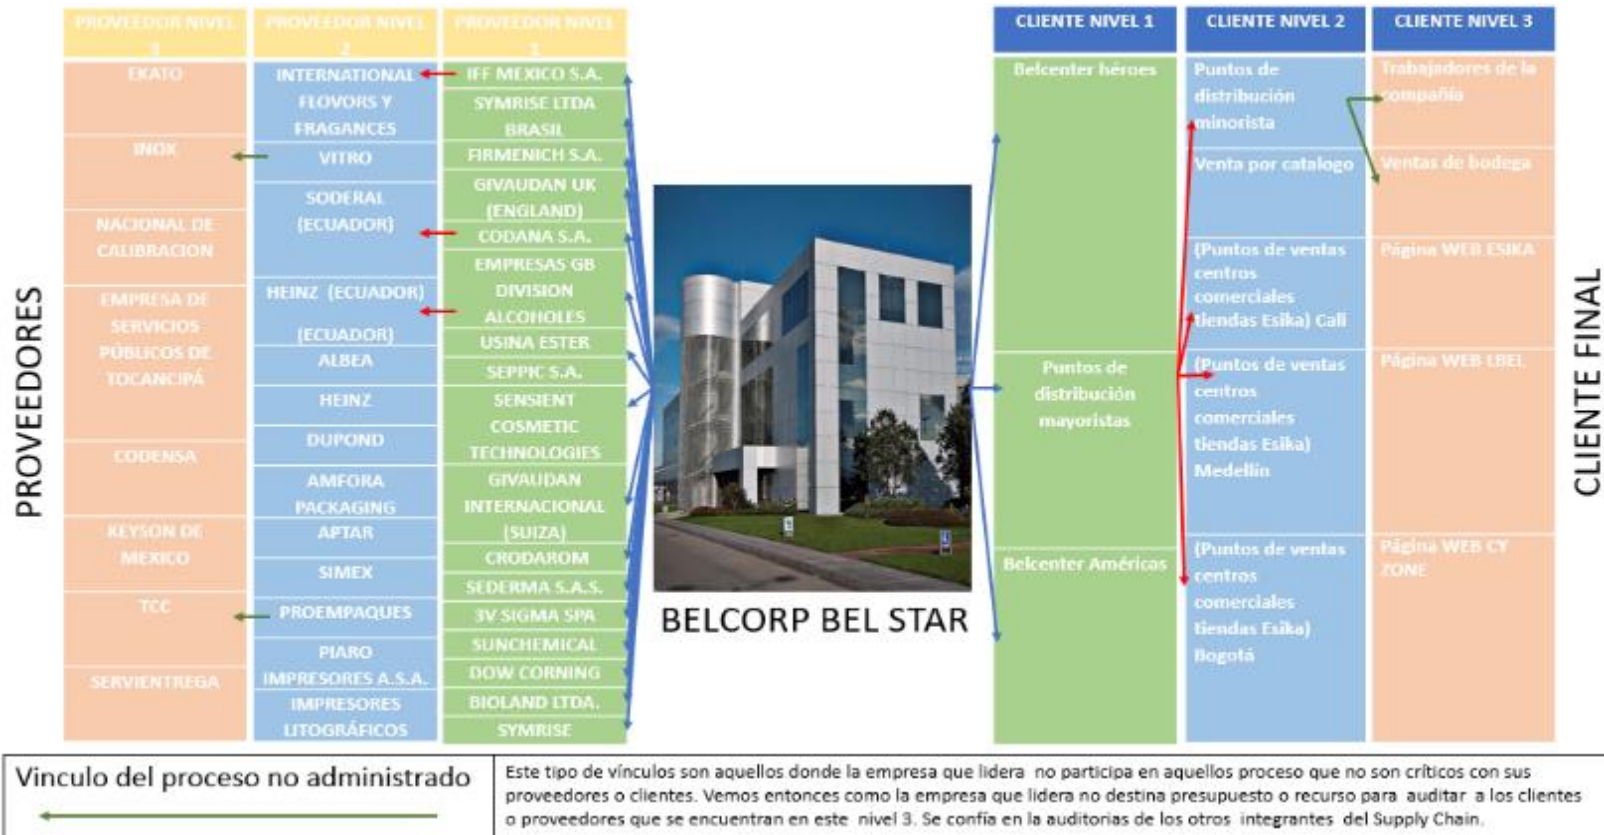 PROVEEDORES
PROVEEDOR NIVEL
3
EKATO
INOX
NACIONAL DE
CALIBRACION
EMPRESA DE
SERVICIOS
PÚBLICOS DE
TOCANCIPÁ
CODENSA
KEYSON DE
MEXICO
TCC
SERVIENTREGA
PROVEEDOR NIVEL
2
INTERNATIONAL
FLOVORS Y
FRAGANCES
VITRO
SODERAL
(ECUADOR)
HEINZ (ECUADOR)
(ECUADOR)
ALBEA
HEINZ
DUPOND
AMFORA
PACKAGING
APTAR
SIMEX
PROEMPAQUES
PIARO
IMPRESORES A.S.A.
IMPRESORES
LITOGRÁFICOS
PROVEEDOR NIVEL
1
IFF MEXICO S.A.
SYMRISE LTDA
BRASIL
FIRMENICH S.A.
GIVAUDAN UK
(ENGLAND)
CODANA S.A.
EMPRESAS GB
DIVISION
ALCOHOLES
USINA ESTER
SEPPIC S.A.
SENSIENT
COSMETIC
TECHNOLOGIES
GIVAUDAN
INTERNACIONAL
(SUIZA)
CRODAROM
SEDERMA S.A.S.
3V SIGMA SPA
SUNCHEMICAL
DOW CORNING
BIOLAND LTDA.
SYMRISE
BELCORP BEL STAR
CLIENTE NIVEL 1
Belcenter héroes
Puntos de
distribución
mayoristas
Belcenter Américas
CLIENTE NIVEL 2
Puntos de
distribución
minorista
Venta por catalogo
(Puntos de ventas
centros
comerciales
tiendas Esika) Cali
(Puntos de ventas
centros
comerciales
tiendas Esika)
Medellín
(Puntos de ventas
centros
comerciales
tiendas Esika)
Bogotá
CLIENTE NIVEL 3
Trabajadores de la
compañía
Ventas de bodega
Página WEB ESIKA
Página WEB LBEL
Página WEB CY
ZONE
CLIENTE FINAL
Vinculo del proceso no administrado
Este tipo de vínculos son aquellos donde la empresa que lidera no participa en aquellos proceso que no son críticos con sus
proveedores o clientes. Vemos entonces como la empresa que lidera no destina presupuesto o recurso para auditar a los clientes
o proveedores que se encuentran en este nivel 3. Se confía en la auditorias de los otros integrantes del Supply Chain.